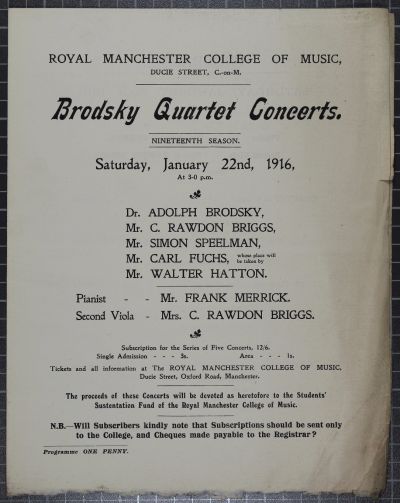 ROYAL MANCHESTER COLLEGE OF MUSIC,
DUCIE STREET, C.-on-M.
Brodsky Quartet Concerts.
NINETEENTH SEASON.
Saturday, January 22nd, 1916,
At 3-0 p.m.
Dr. ADOLPH BRODSKY,
Mr. C. RAWDON BRIGGS,
Mr. SIMON SPEELMAN,
Mr. CARL FUCHS, whose place will be taken by
Mr. WALTER HATTON.
Pianist - - Mr. FRANK MERRICK.
Second Viola - Mrs. C. RAWDON BRIGGS.
Subscription for the Series of Five Concerts, 12/6.
Single Admission - - - 3s. Area - - - 1s.
Tickets and all information at The ROYAL MANCHESTER COLLEGE OF MUSIC,
Ducie Street, Oxford Road, Manchester.
The proceeds of these Concerts will be devoted as heretofore to the Students'
Sustentation Fund of the Royal Manchester College of Music.
N.B.—Will Subscribers kindly note that Subscriptions should be sent only
to the College, and Cheques made payable to the Registrar?
Programme ONE PENNY.